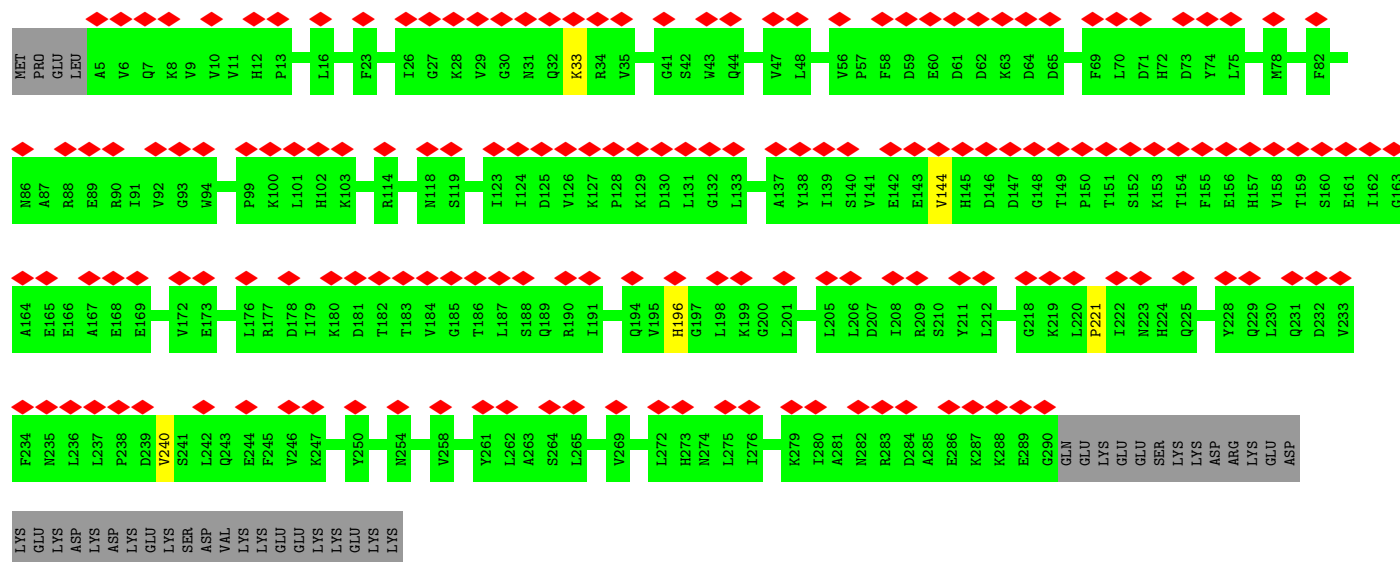 MET PRO GLU LEU A5 V6 Q7 K8 V9 V10 V11 H12 P13 L16 F23 I26 G27 K28 V29 G30 N31 Q32 K33 R34 V35 G41 S42 W43 Q44 V47 L48 V56 P57 F58 D59 E60 D61 D62 K63 D64 D65 F69 L70 D71 H72 D73 Y74 L75 M78 F82
N86 A87 R88 E89 R90 I91 V92 G93 W94 P99 K100 L101 H102 K103 R114 N118 S119 I123 I124 D125 V126 K127 P128 K129 D130 L131 G132 L133 A137 Y138 I139 S140 V141 E142 E143 V144 H145 D146 D147 G148 T149 P150 T151 S152 K153 T154 F155 E156 H157 V158 T159 S160 E161 I162 G163
A164 E165 E166 A167 E168 E169 V172 E173 L176 R177 D178 I179 K180 D181 T182 T183 V184 G185 T186 L187 S188 Q189 R190 I191 Q194 V195 H196 G197 L198 K199 G200 L201 L205 L206 D207 I208 R209 S210 Y211 L212 G218 K219 L220 P221 I222 N223 H224 Q225 Y228 Q229 L230 Q231 D232 V233
F234 N235 L236 L237 P238 D239 V240 S241 L242 Q243 E244 F245 V246 K247 Y250 N254 V258 Y261 L262 A263 S264 L265 V269 L272 H273 N274 L275 I276 K279 I280 A281 N282 R283 D284 A285 E286 K287 K288 E289 G290 GLN GLU LYS GLU GLU SER LYS LYS ASP ARG LYS GLU ASP
LYS GLU LYS ASP LYS ASP LYS GLU LYS SER ASP VAL LYS LYS GLU GLU LYS LYS GLU LYS LYS